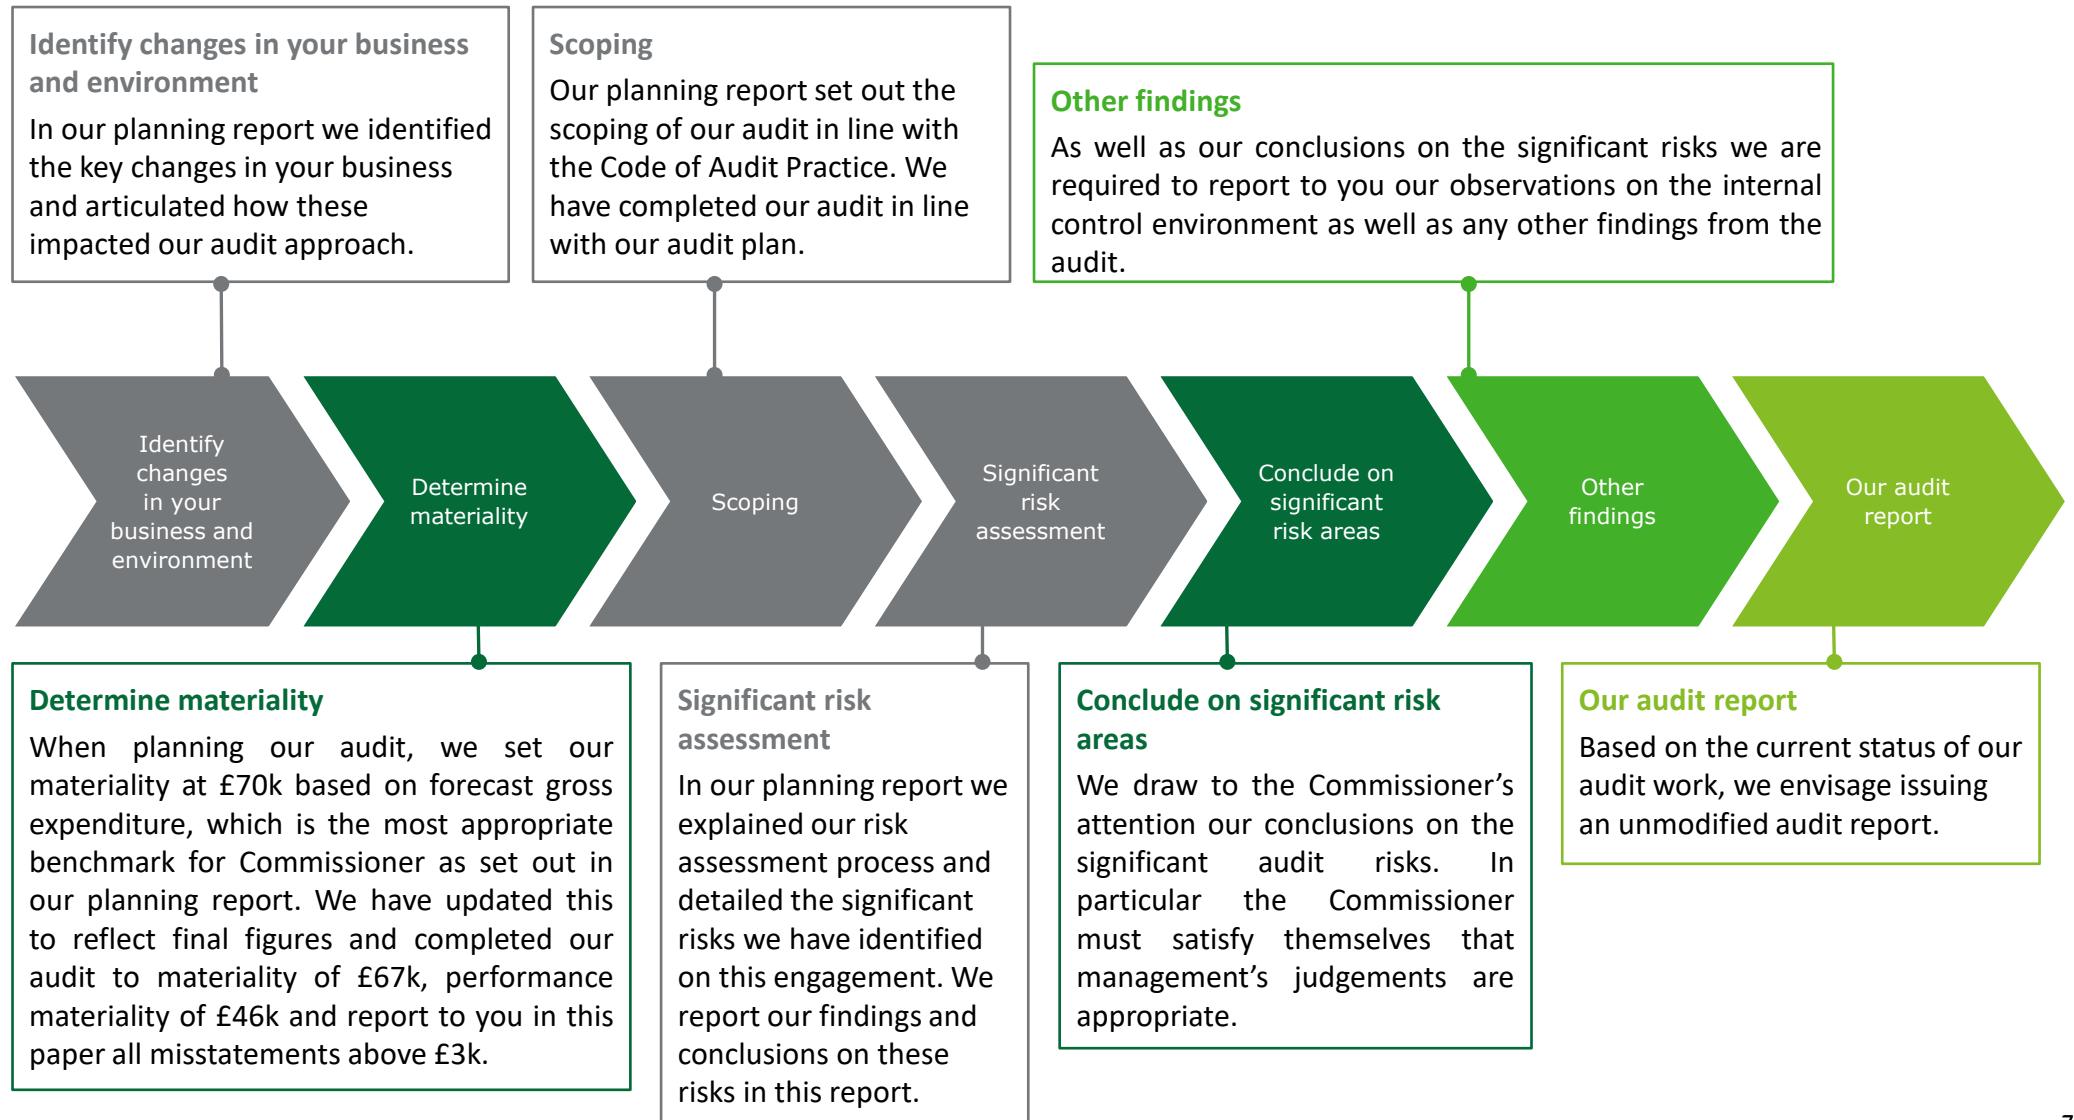 Identify changes in your business
and environment
In our planning report we identified
the key changes in your business
and articulated how these
impacted our audit approach.
Scoping
Our planning report set out the
scoping of our audit in line with
the Code of Audit Practice. We
have completed our audit in line
with our audit plan.
Other findings
As well as our conclusions on the significant risks we are
required to report to you our observations on the internal
control environment as well as any other findings from the
audit.
Identify
changes
in your
business and
environment
Determine
materiality
Scoping
Significant
risk
assessment
Conclude on
significant
risk areas
Other
findings
Our audit
report
Determine materiality
When planning our audit, we set our
materiality at £70k based on forecast gross
expenditure, which is the most appropriate
benchmark for Commissioner as set out in
our planning report. We have updated this
to reflect final figures and completed our
audit to materiality of £67k, performance
materiality of £46k and report to you in this
paper all misstatements above £3k.
Significant risk
assessment
In our planning report we
explained our risk
assessment process and
detailed the significant
risks we have identified
on this engagement. We
report our findings and
conclusions on these
risks in this report.
Conclude on significant risk
areas
We draw to the Commissioner's
attention our conclusions on the
significant audit risks. In
particular the Commissioner
must satisfy themselves that
management's judgements are
appropriate.
Our audit report
Based on the current status of our
audit work, we envisage issuing
an unmodified audit report.